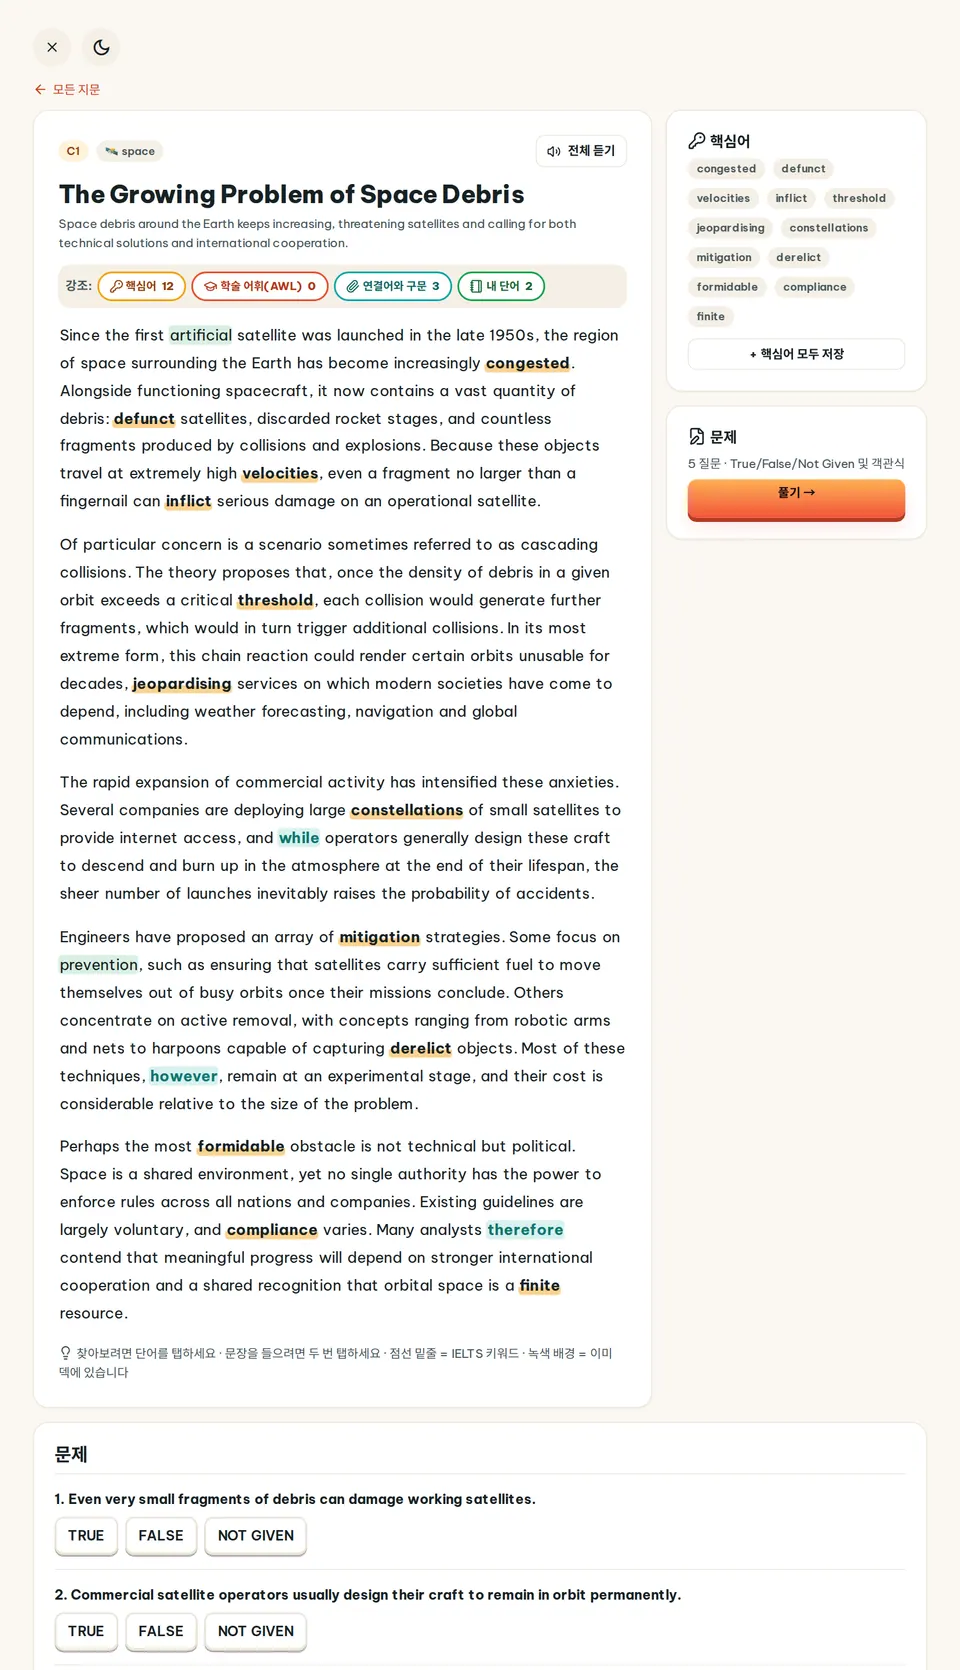 ← 모든 지문
C1
space
전체 듣기
The Growing Problem of Space Debris
Space debris around the Earth keeps increasing, threatening satellites and calling for both
technical solutions and international cooperation.
강조:
핵심어 12
학술 어휘(AWL) 0
연결어와 구문 3
내 단어 2
Since the first artificial satellite was launched in the late 1950s, the region
of space surrounding the Earth has become increasingly congested.
Alongside functioning spacecraft, it now contains a vast quantity of
debris: defunct satellites, discarded rocket stages, and countless
fragments produced by collisions and explosions. Because these objects
travel at extremely high velocities, even a fragment no larger than a
fingernail can inflict serious damage on an operational satellite.
Of particular concern is a scenario sometimes referred to as cascading
collisions. The theory proposes that, once the density of debris in a given
orbit exceeds a critical threshold, each collision would generate further
fragments, which would in turn trigger additional collisions. In its most
extreme form, this chain reaction could render certain orbits unusable for
decades, jeopardising services on which modern societies have come to
depend, including weather forecasting, navigation and global
communications.
The rapid expansion of commercial activity has intensified these anxieties.
Several companies are deploying large constellations of small satellites to
provide internet access, and while operators generally design these craft
to descend and burn up in the atmosphere at the end of their lifespan, the
sheer number of launches inevitably raises the probability of accidents.
Engineers have proposed an array of mitigation strategies. Some focus on
prevention, such as ensuring that satellites carry sufficient fuel to move
themselves out of busy orbits once their missions conclude. Others
concentrate on active removal, with concepts ranging from robotic arms
and nets to harpoons capable of capturing derelict objects. Most of these
techniques, however, remain at an experimental stage, and their cost is
considerable relative to the size of the problem.
Perhaps the most formidable obstacle is not technical but political.
Space is a shared environment, yet no single authority has the power to
enforce rules across all nations and companies. Existing guidelines are
largely voluntary, and compliance varies. Many analysts therefore
contend that meaningful progress will depend on stronger international
cooperation and a shared recognition that orbital space is a finite
resource.
찾아보려면 단어를 탭하세요 · 문장을 들으려면 두 번 탭하세요 · 점선 밑줄 = IELTS 키워드 · 녹색 배경 = 이미
덱에 있습니다
핵심어
congested defunct
velocities inflict threshold
jeopardising constellations
mitigation derelict
formidable compliance
finite
+ 핵심어 모두 저장
문제
5 질문 · True/False/Not Given 및 객관식
풀기 →
문제
1. Even very small fragments of debris can damage working satellites.
TRUE FALSE NOT GIVEN
2. Commercial satellite operators usually design their craft to remain in orbit permanently.
TRUE FALSE NOT GIVEN